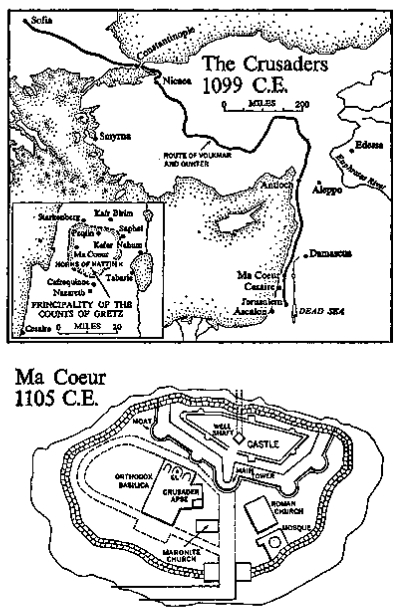 Sofia
Constantinople
Nicaea
The Crusaders
1099 C.E.
0 MILES 200
Smyrna
ROUTE OF VOLKMAR
AND GUNTER
Edessa
Euphrates River
Antioch
Aleppo
Damascus
Ma Coeur
Cesaire
Jerusalem
Ascalon
DEAD SEA
Starkenberg
Kafr Birim
Peqiin
Saphet
Kefer Nahum
Ma Coeur
HORNS OF HATTIN
Tabarie
Cafrequinne
Nazareth
PRINCIPALITY OF THE
COUNTS OF GRETZ
Cesaire
0 MILES 20
Ma Coeur
1105 C.E.
MOAT
WELL
SHAFT
CASTLE
MAIN
TOWER
ORTHODOX
BASILICA
CRUSADER
APSE
ROMAN
CHURCH
MOSQUE
MARONITE
CHURCH